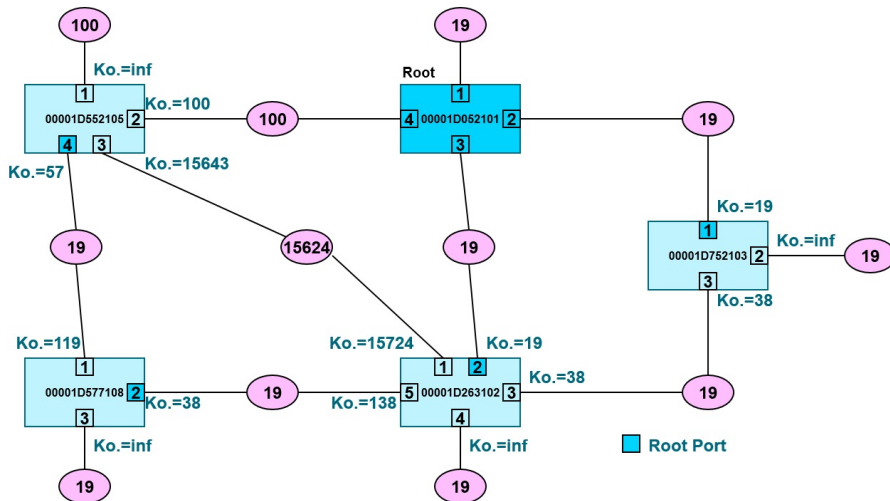 100
19
Ko.=inf
Root
1
1
00001D552105
2
Ko.=100
100
4
00001D052101
2
19
4
3
3
Ko.=57
Ko.=15643
Ko.=19
19
15624
19
1
00001D752103
2
Ko.=inf
19
3
Ko.=38
Ko.=119
Ko.=15724
Ko.=19
1
1
2
00001D577108
2
Ko.=38
19
Ko.=138
5
00001D263102
3
Ko.=38
19
3
4
Ko.=inf
Ko.=inf
Root Port
19
19